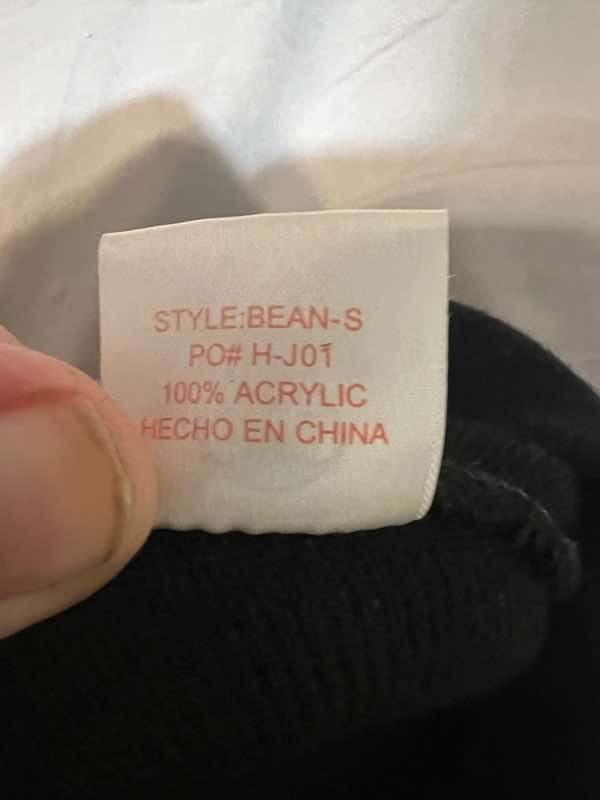 STYLE:BEAN-S
PO# H-J01
100% ACRYLIC
HECHO EN CHINA